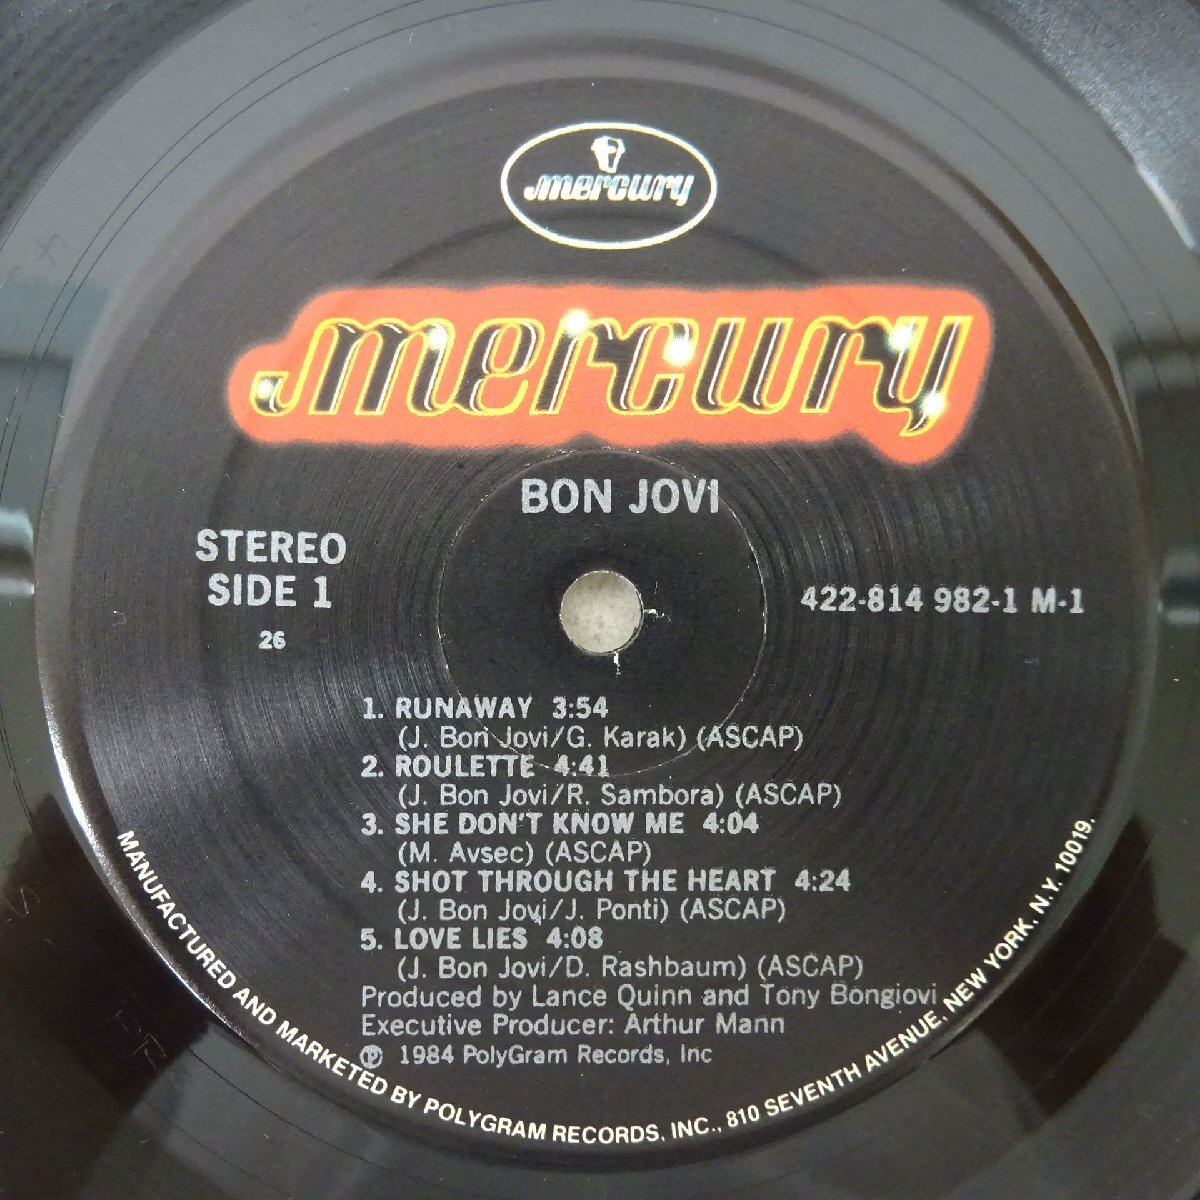 mercury
mercury
BON JOVI
STEREO
SIDE 1
26
422-814 982-1 M-1
1. RUNAWAY 3:54
(J. Bon Jovi/G. Karak) (ASCAP)
2. ROULETTE 4:41
(J. Bon Jovi/R. Sambora) (ASCAP)
3. SHE DON'T KNOW ME 4:04
(M. Avsec) (ASCAP)
4. SHOT THROUGH THE HEART 4:24
(J. Bon Jovi/J. Ponti) (ASCAP)
5. LOVE LIES 4:08
(J. Bon Jovi/D. Rashbaum) (ASCAP)
Produced by Lance Quinn and Tony Bongiovi
Executive Producer: Arthur Mann
℗ 1984 PolyGram Records, Inc
MANUFACTURED AND MARKETED BY POLYGRAM RECORDS, INC., 810 SEVENTH AVENUE, NEW YORK, N.Y. 10019.